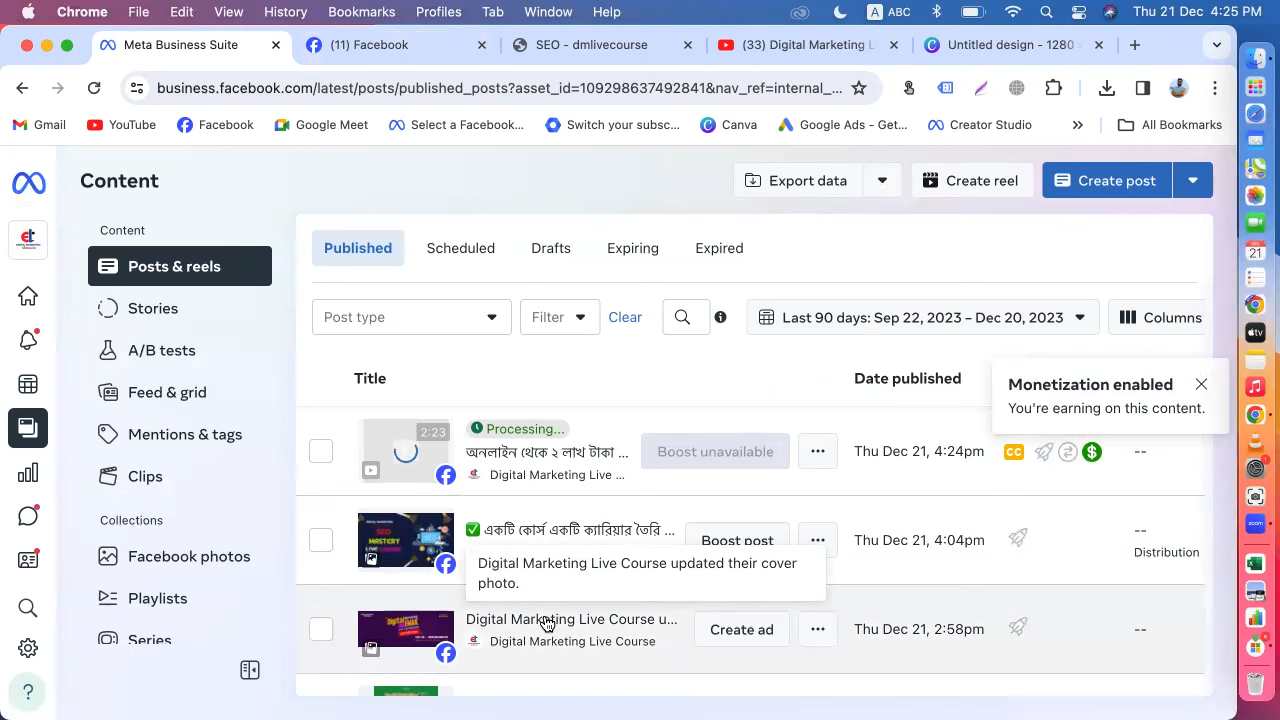 Chrome File Edit View History Bookmarks Profiles Tab Window Help A ABC Thu 21 Dec 4:25 PM
Meta Business Suite (11) Facebook SEO - dmlivecourse (33) Digital Marketing L Untitled design - 1280
business.facebook.com/latest/posts/published_posts?asset_id=109298637492841&nav_ref=internal_...
Gmail YouTube Facebook Google Meet Select a Facebook... Switch your subsc... Canva Google Ads - Get... Creator Studio » All Bookmarks
Content
Export data
Create reel
Create post
Content
Posts & reels
Stories
A/B tests
Feed & grid
Mentions & tags
Clips
Collections
Facebook photos
Playlists
Series
Published Scheduled Drafts Expiring Expired
Post type Filter Clear Last 90 days: Sep 22, 2023 – Dec 20, 2023 Columns
Title Date published
Monetization enabled
You're earning on this content.
2:23
Processing...
অনলাইন থেকে ২ লাখ টাকা ...
Digital Marketing Live ...
Boost unavailable ... Thu Dec 21, 4:24pm CC --
SEO
MASTERY
✅ একটি কোর্স একটি ক্যারিয়ার তৈরি ...
Boost post ... Thu Dec 21, 4:04pm --
Distribution
Digital Marketing Live Course updated their cover
photo.
Digital Marketing Live Course u...
Digital Marketing Live Course
Create ad ... Thu Dec 21, 2:58pm --